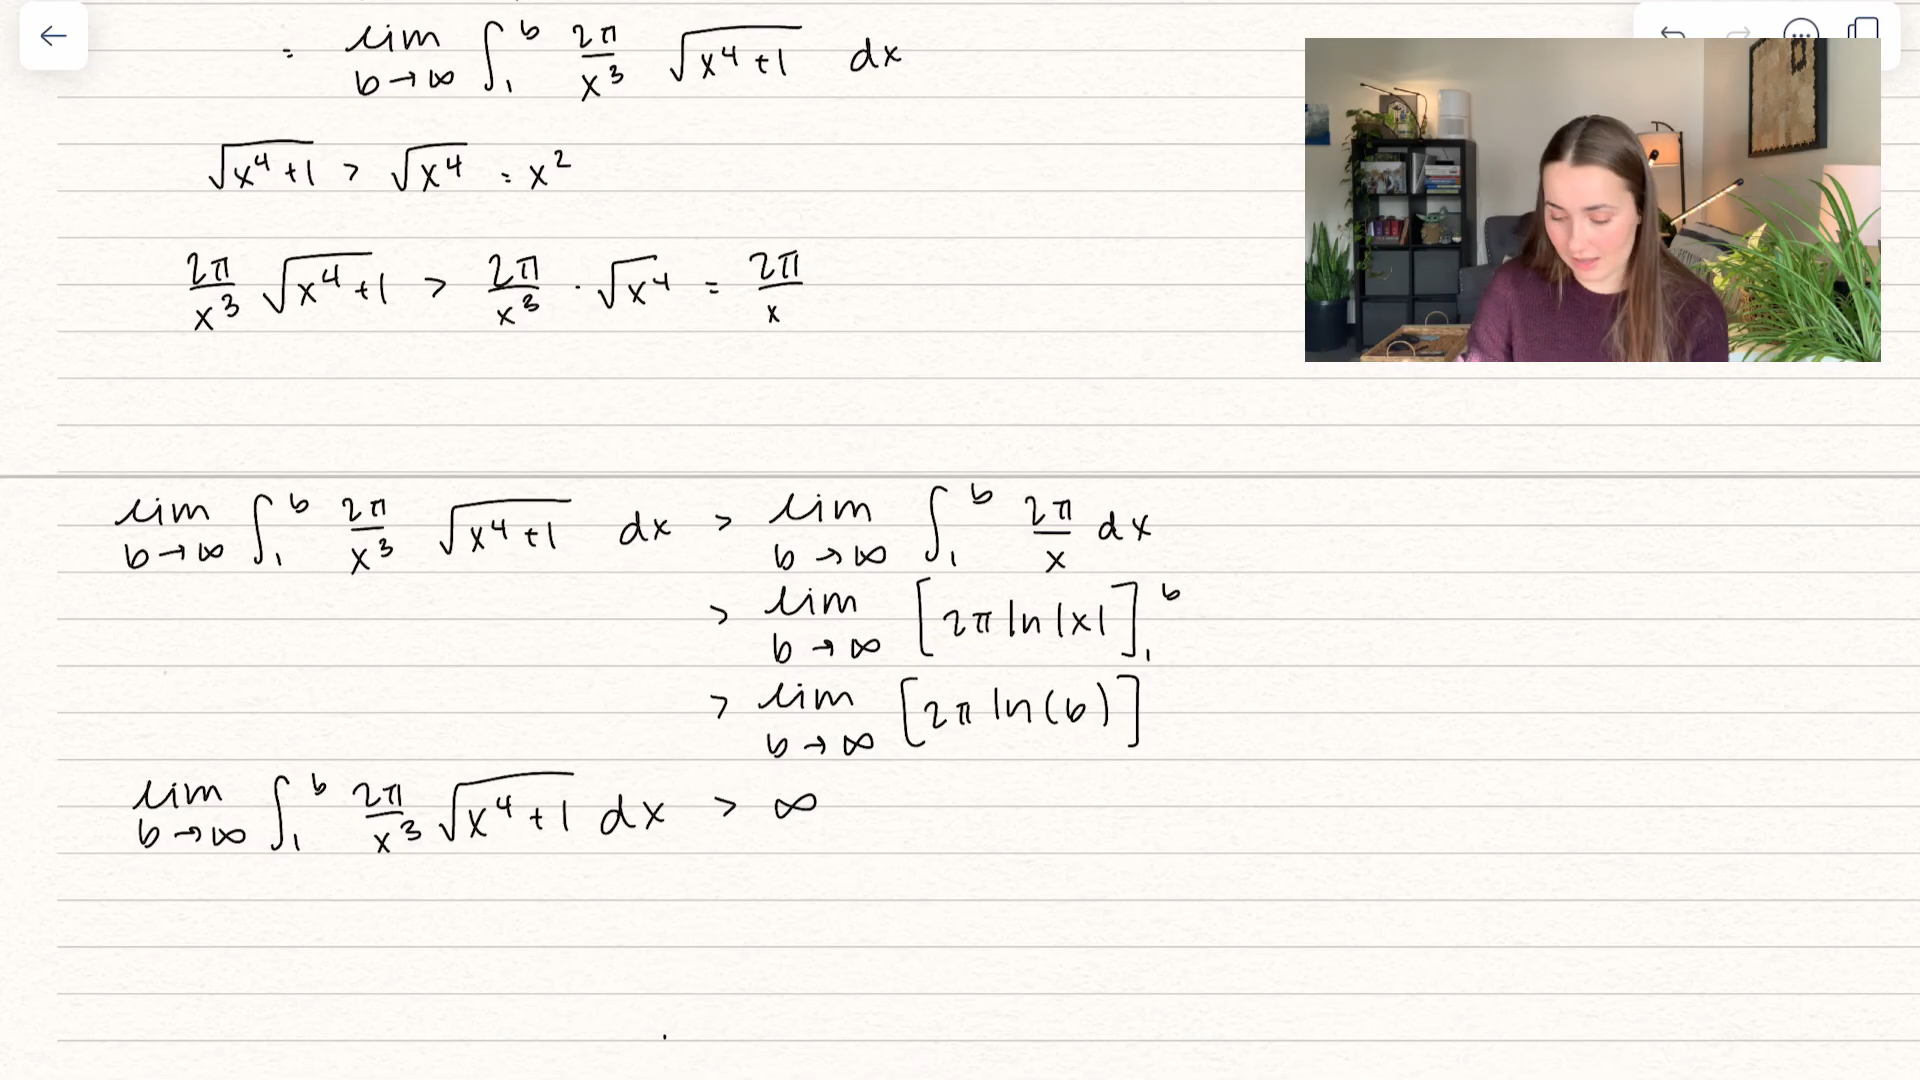 = lim b→∞ ∫₁ᵇ 2π/x³ √(x⁴+1) dx
√(x⁴+1) > √(x⁴) = x²
2π/x³ √(x⁴+1) > 2π/x³ · √(x⁴) = 2π/x
lim b→∞ ∫₁ᵇ 2π/x³ √(x⁴+1) dx > lim b→∞ ∫₁ᵇ 2π/x dx
> lim b→∞ [2π ln|x|]₁ᵇ
> lim b→∞ [2π ln(b)]
lim b→∞ ∫₁ᵇ 2π/x³ √(x⁴+1) dx > ∞